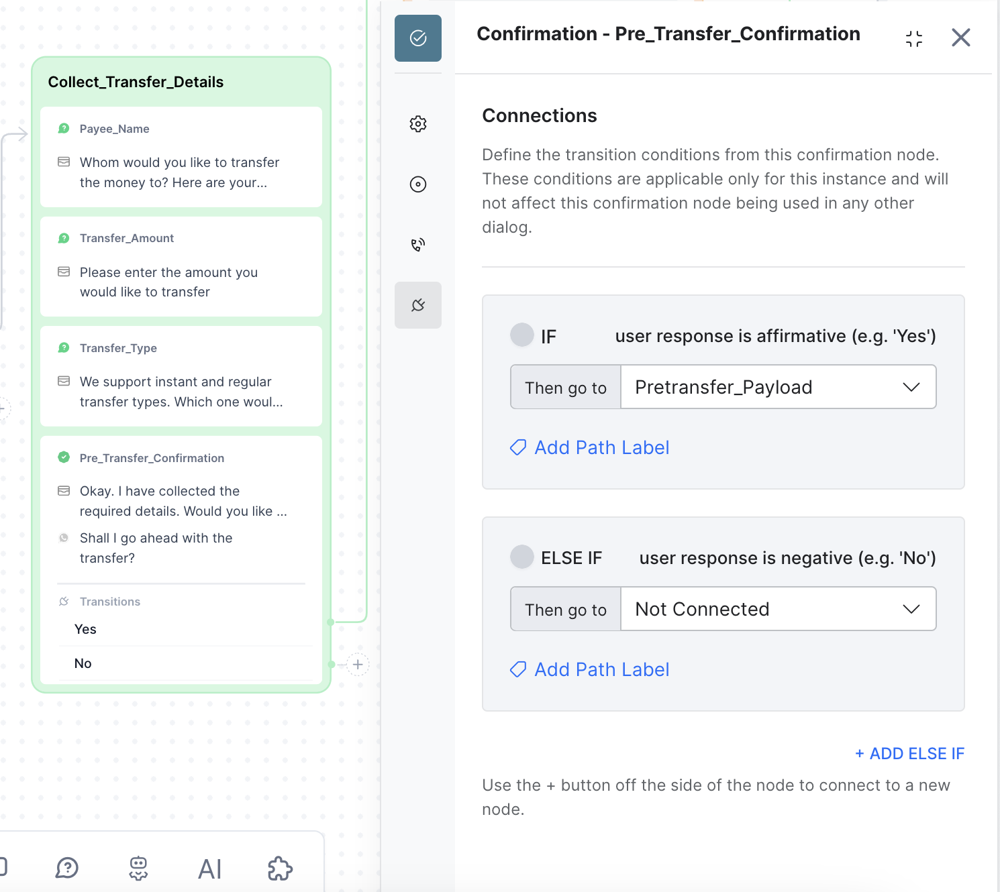 Collect_Transfer_Details
Payee_Name
Whom would you like to transfer
the money to? Here are your...
Transfer_Amount
Please enter the amount you
would like to transfer
Transfer_Type
We support instant and regular
transfer types. Which one woul...
Pre_Transfer_Confirmation
Okay. I have collected the
required details. Would you like ...
Shall I go ahead with the
transfer?
Transitions
Yes
No
AI
Confirmation - Pre_Transfer_Confirmation
Connections
Define the transition conditions from this confirmation node.
These conditions are applicable only for this instance and will
not affect this confirmation node being used in any other
dialog.
IF user response is affirmative (e.g. 'Yes')
Then go to Pretransfer_Payload
Add Path Label
ELSE IF user response is negative (e.g. 'No')
Then go to Not Connected
Add Path Label
+ ADD ELSE IF
Use the + button off the side of the node to connect to a new
node.